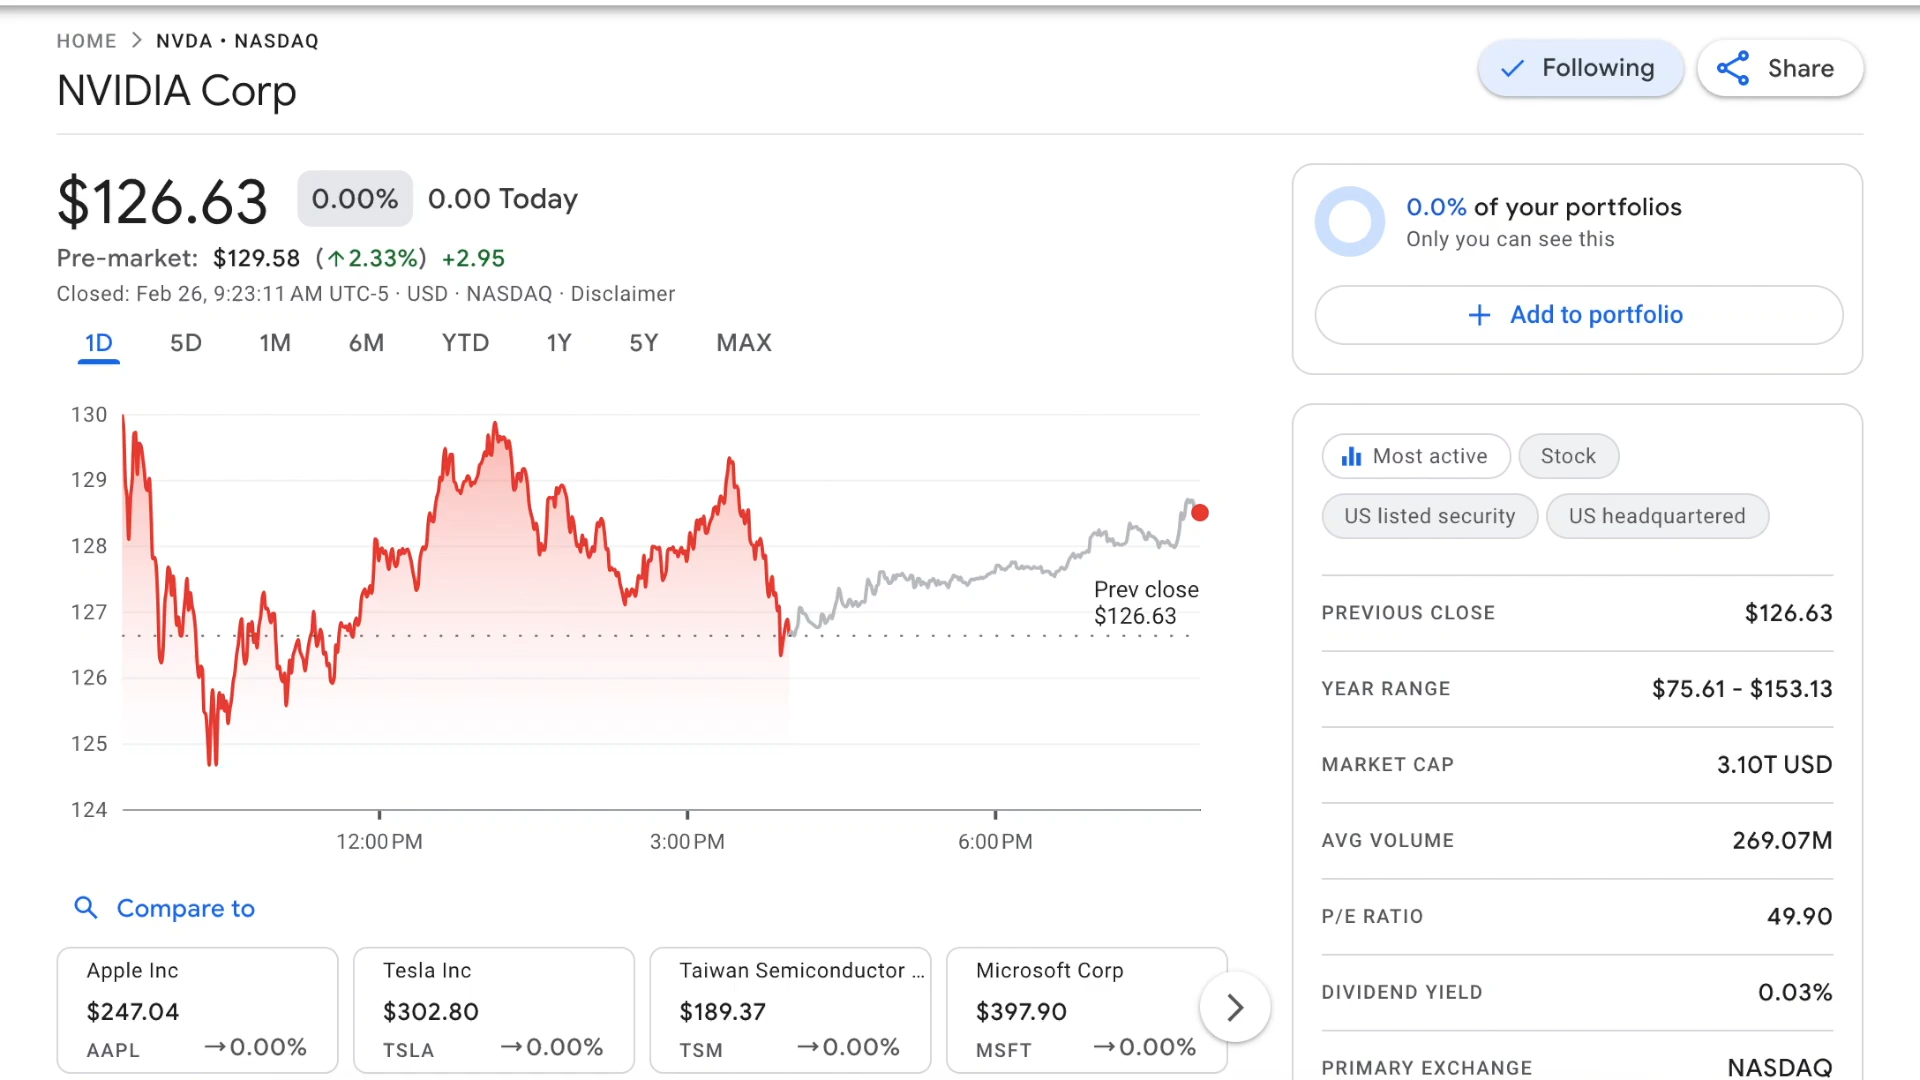 HOME > NVDA • NASDAQ
NVIDIA Corp
Following
Share
$126.63 0.00% 0.00 Today
Pre-market: $129.58 (↑2.33%) +2.95
Closed: Feb 26, 9:23:11 AM UTC-5 · USD · NASDAQ · Disclaimer
1D 5D 1M 6M YTD 1Y 5Y MAX
130
129
128
127
126
125
124
Prev close
$126.63
12:00 PM 3:00 PM 6:00 PM
Compare to
Apple Inc
$247.04
AAPL →0.00%
Tesla Inc
$302.80
TSLA →0.00%
Taiwan Semiconductor ...
$189.37
TSM →0.00%
Microsoft Corp
$397.90
MSFT →0.00%
0.0% of your portfolios
Only you can see this
+ Add to portfolio
Most active
Stock
US listed security
US headquartered
PREVIOUS CLOSE $126.63
YEAR RANGE $75.61 - $153.13
MARKET CAP 3.10T USD
AVG VOLUME 269.07M
P/E RATIO 49.90
DIVIDEND YIELD 0.03%
PRIMARY EXCHANGE NASDAQ